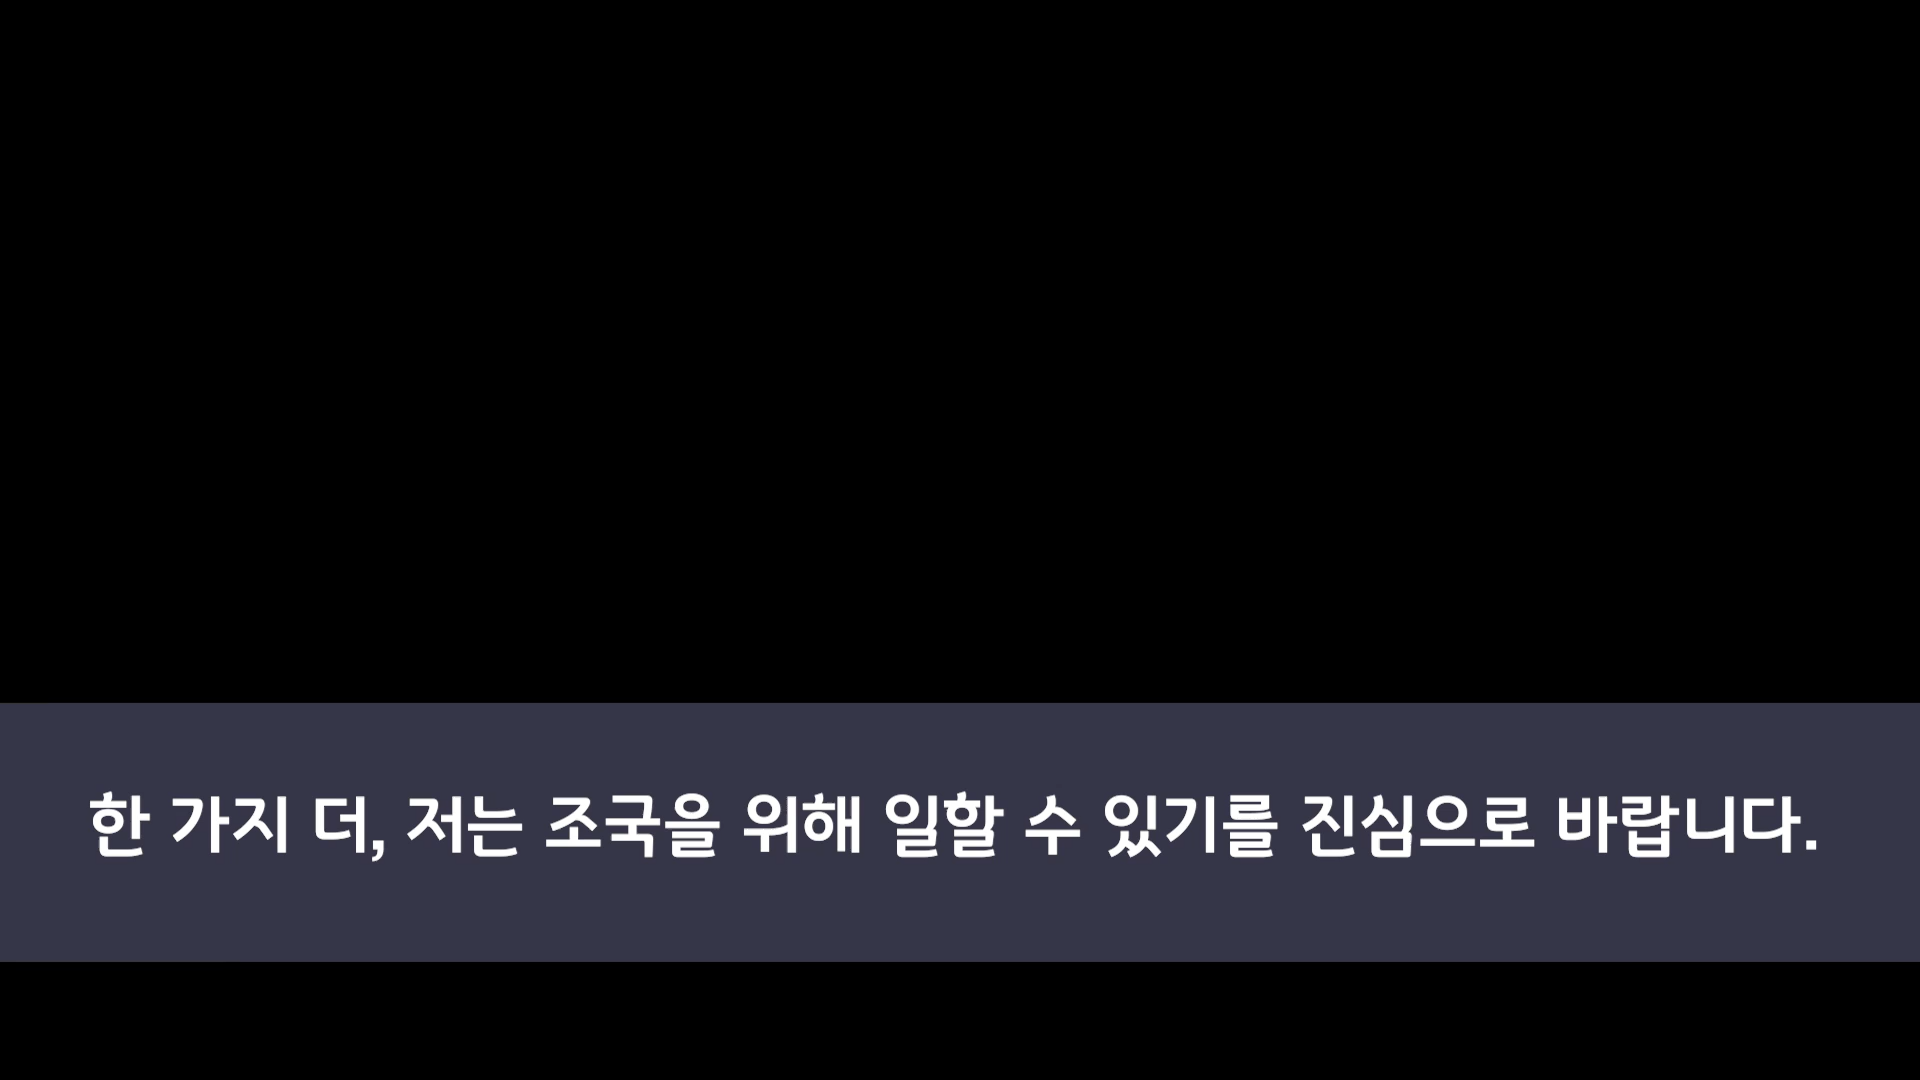 한 가지 더, 저는 조국을 위해 일할 수 있기를 진심으로 바랍니다.